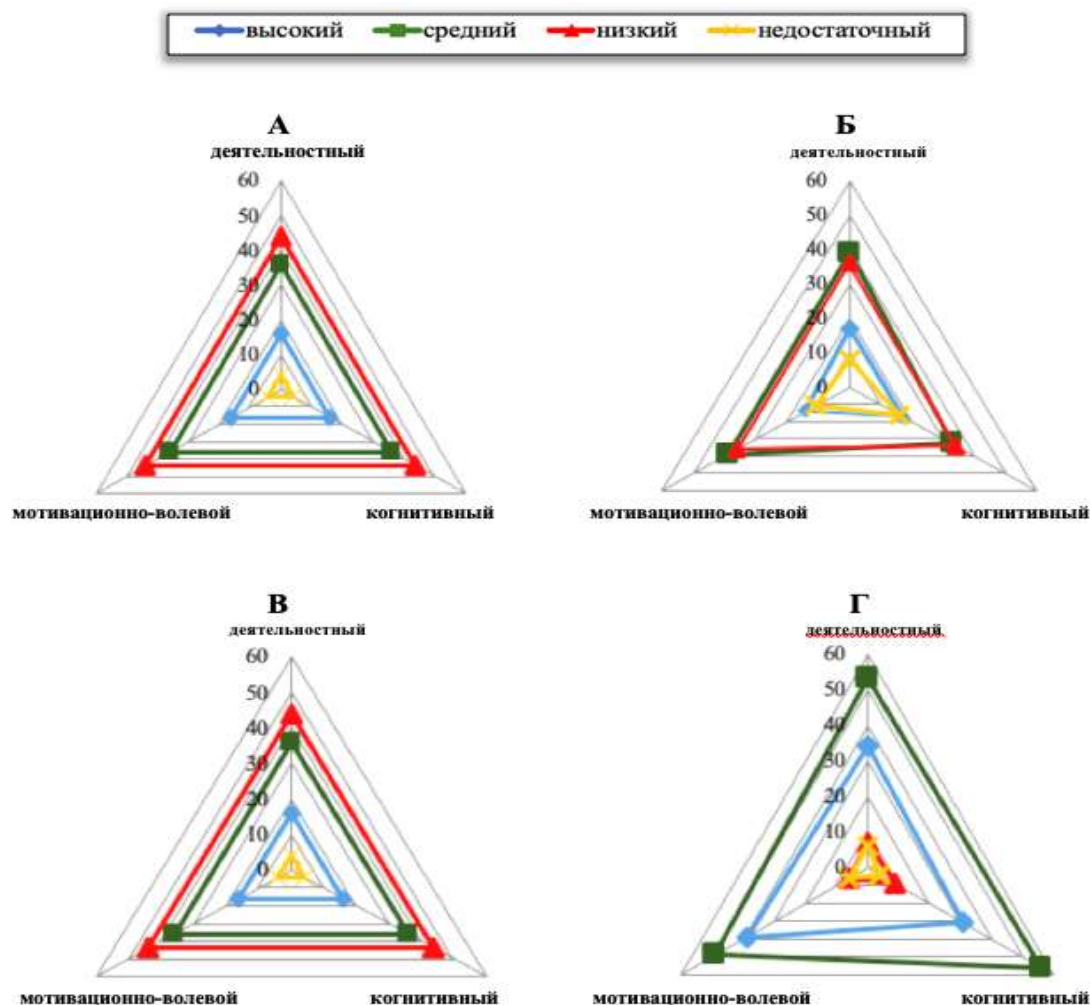 высокий средний низкий недостаточный
А
деятельностный
60
50
40
30
20
10
0
мотивационно-волевой когнитивный
Б
деятельностный
60
50
40
30
20
10
0
мотивационно-волевой когнитивный
В
деятельностный
60
50
40
30
20
10
0
мотивационно-волевой когнитивный
Г
деятельностный
60
50
40
30
20
10
0
мотивационно-волевой когнитивный